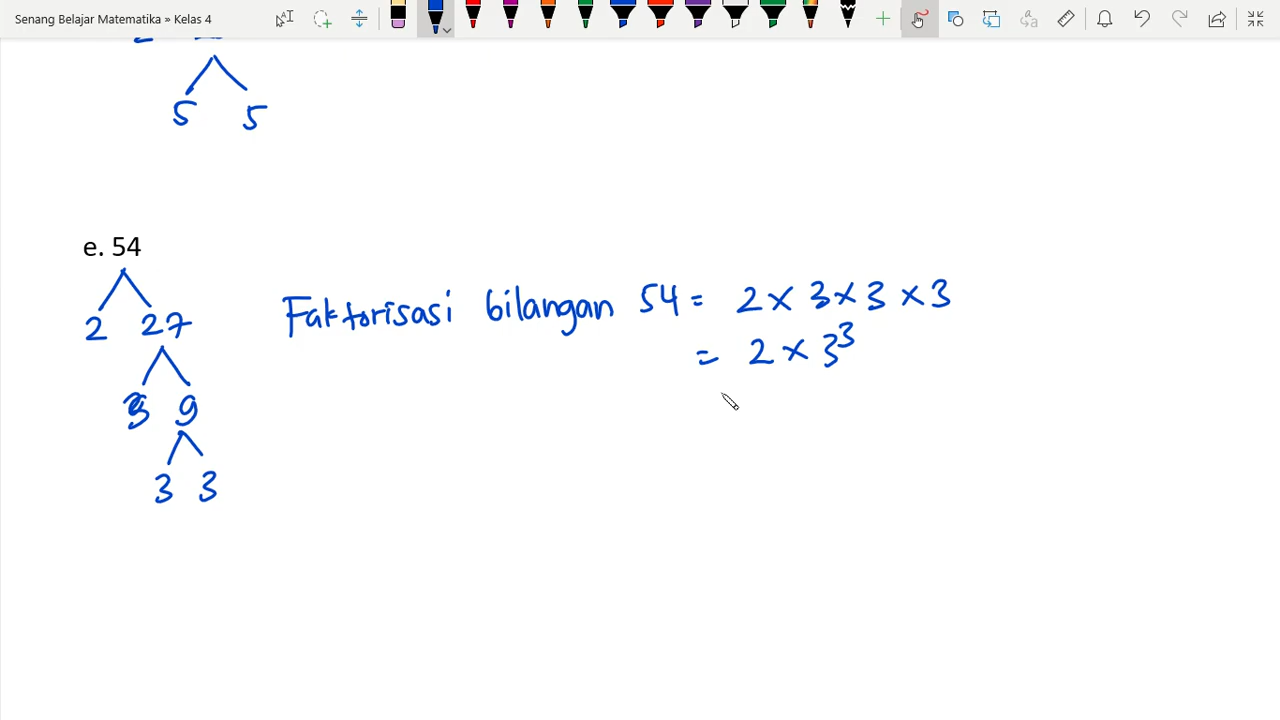 Senang Belajar Matematika » Kelas 4
5 5
e. 54
2 27
3 9
3 3
Faktorisasi bilangan 54 = 2 × 3 × 3 × 3
= 2 × 3³